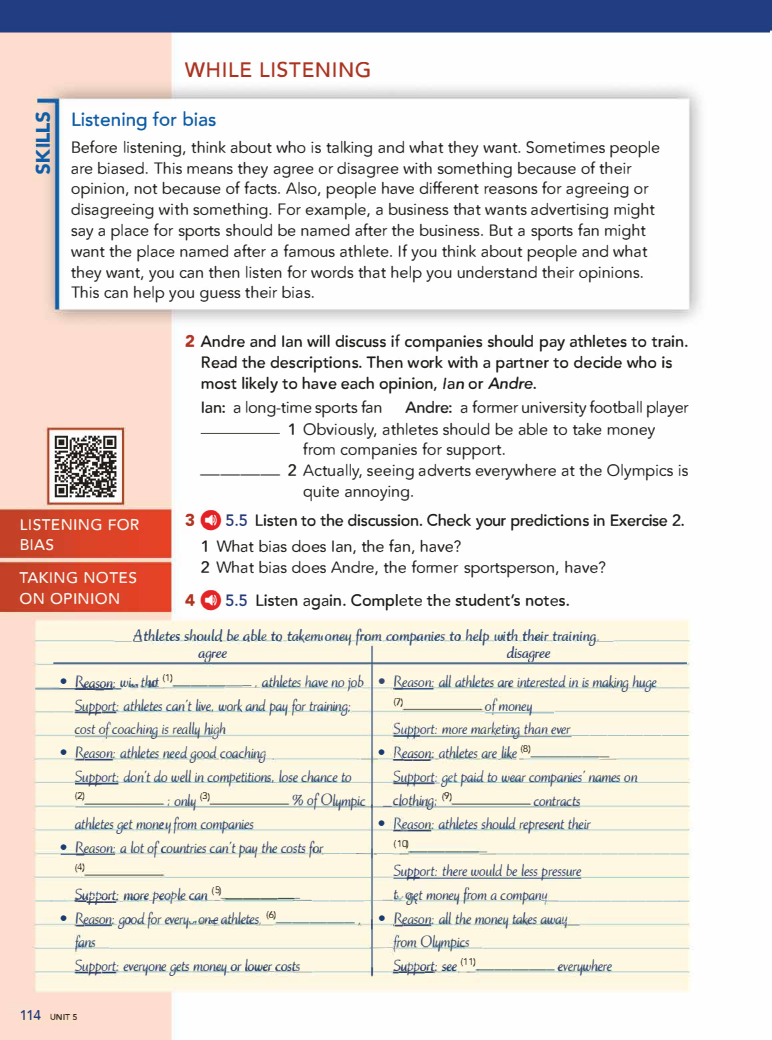 WHILE LISTENING
SKILLS
Listening for bias
Before listening, think about who is talking and what they want. Sometimes people
are biased. This means they agree or disagree with something because of their
opinion, not because of facts. Also, people have different reasons for agreeing or
disagreeing with something. For example, a business that wants advertising might
say a place for sports should be named after the business. But a sports fan might
want the place named after a famous athlete. If you think about people and what
they want, you can then listen for words that help you understand their opinions.
This can help you guess their bias.
2 Andre and Ian will discuss if companies should pay athletes to train.
Read the descriptions. Then work with a partner to decide who is
most likely to have each opinion, Ian or Andre.
Ian: a long-time sports fan Andre: a former university football player
__________ 1 Obviously, athletes should be able to take money
from companies for support.
__________ 2 Actually, seeing adverts everywhere at the Olympics is
quite annoying.
LISTENING FOR
BIAS
3 5.5 Listen to the discussion. Check your predictions in Exercise 2.
1 What bias does Ian, the fan, have?
2 What bias does Andre, the former sportsperson, have?
TAKING NOTES
ON OPINION
4 5.5 Listen again. Complete the student's notes.
Athletes should be able to take money from companies to help with their training.
agree
• Reason: that (1)__________, athletes have no job
Support: athletes can't live, work and pay for training;
cost of coaching is really high
• Reason: athletes need good coaching
Support: don't do well in competitions, lose chance to
(2)__________; only (3)__________ % of Olympic
athletes get money from companies
• Reason: a lot of countries can't pay the costs for
(4)__________
Support: more people can (5)__________
• Reason: good for everyone athletes, (6)__________,
fans
Support: everyone gets money or lower costs
disagree
• Reason: all athletes are interested in is making huge
(7)__________ of money
Support: more marketing than ever
• Reason: athletes are like (8)__________
Support: get paid to wear companies' names on
clothing; (9)__________ contracts
• Reason: athletes should represent their
(10)__________
Support: there would be less pressure
get money from a company
• Reason: all the money takes away
from Olympics
Support: see (11)__________ everywhere
114 UNIT 5